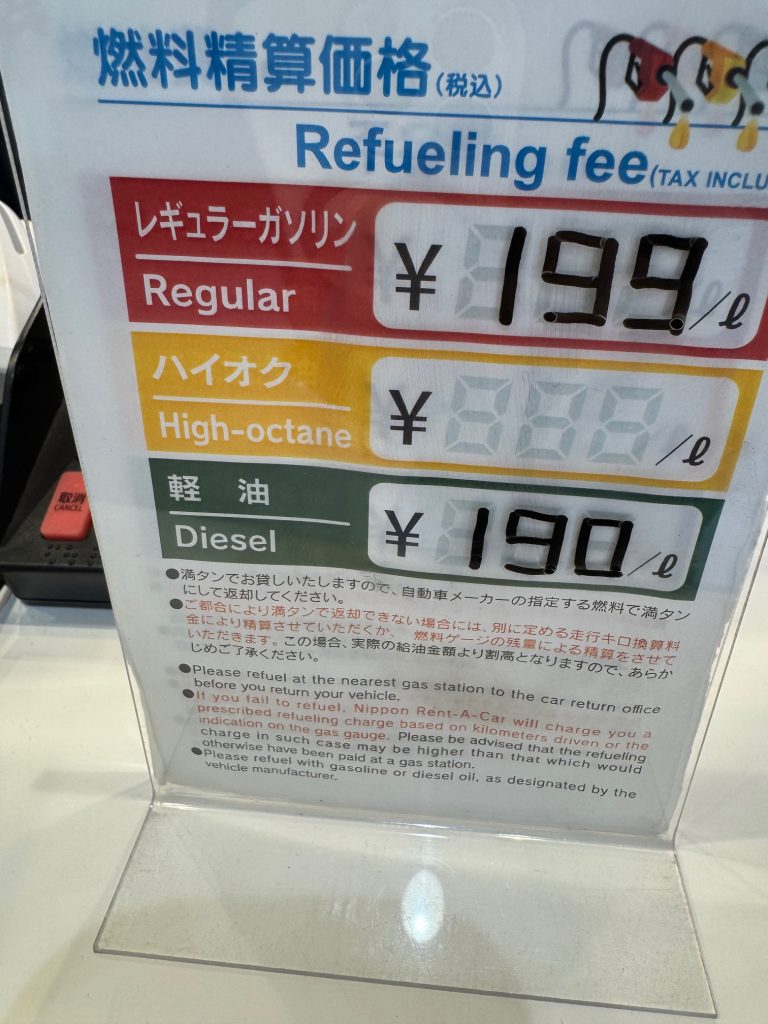 燃料精算価格(税込)
Refueling fee(TAX INCLU
レギュラーガソリン
Regular
¥ 199/ℓ
ハイオク
High-octane
¥ /ℓ
軽 油
Diesel
¥ 190/ℓ
取消
CANCEL
●満タンでお貸しいたしますので、自動車メーカーの指定する燃料で満タン
にして返却してください。
●ご都合により満タンで返却できない場合には、別に定める走行キロ換算料
金により精算させていただくか、 燃料ゲージの残量による精算をさせて
いただきます。この場合、実際の給油金額より割高となりますので、あらか
じめご了承ください。
●Please refuel at the nearest gas station to the car return office
before you return your vehicle.
●If you fail to refuel, Nippon Rent-A-Car will charge you a
prescribed refueling charge based on kilometers driven or the
indication on the gas gauge. Please be advised that the refueling
charge in such case may be higher than that which would
otherwise have been paid at a gas station.
●Please refuel with gasoline or diesel oil, as designated by the
vehicle manufacturer.